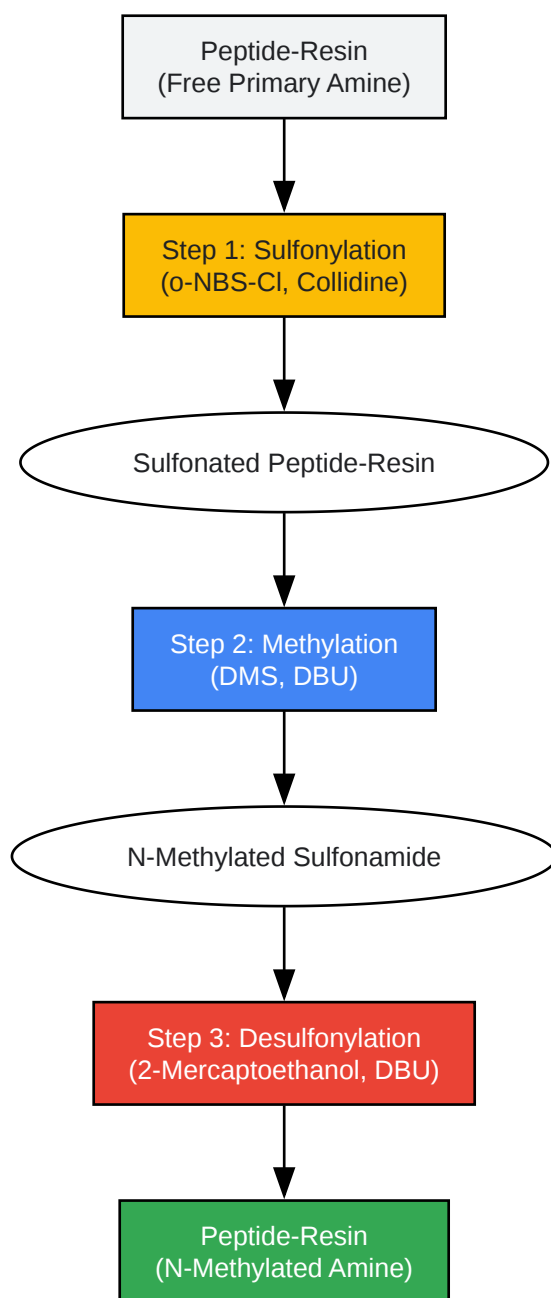 Peptide-Resin
(Free Primary Amine)
Step 1: Sulfonylation
(o-NBS-Cl, Collidine)
Sulfonated Peptide-Resin
Step 2: Methylation
(DMS, DBU)
N-Methylated Sulfonamide
Step 3: Desulfonylation
(2-Mercaptoethanol, DBU)
Peptide-Resin
(N-Methylated Amine)